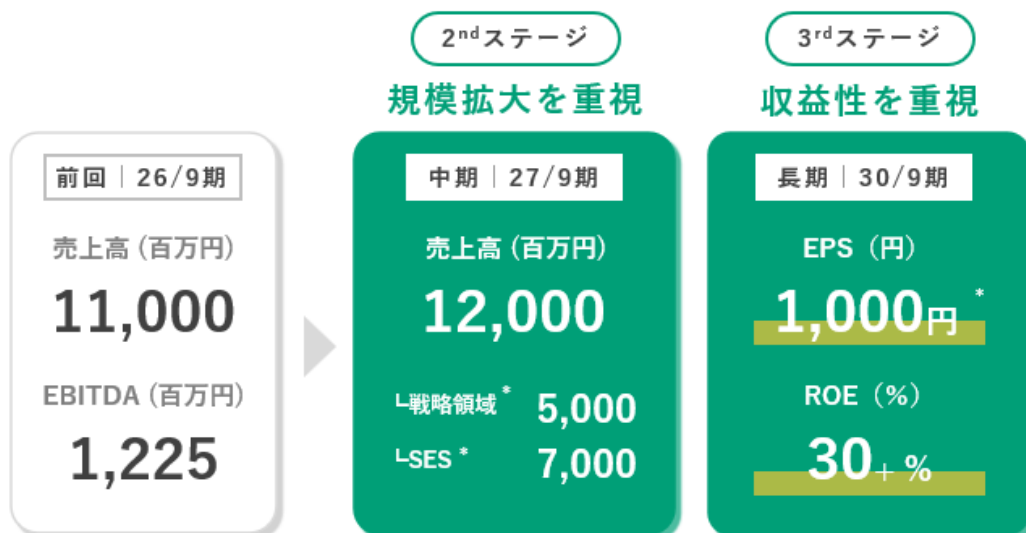 2ndステージ
規模拡大を重視
3rdステージ
収益性を重視
前回｜26/9期
売上高（百万円）
11,000
EBITDA（百万円）
1,225
中期｜27/9期
売上高（百万円）
12,000
└戦略領域* 5,000
└SES* 7,000
長期｜30/9期
EPS（円）
1,000円*
ROE（%）
30+ %